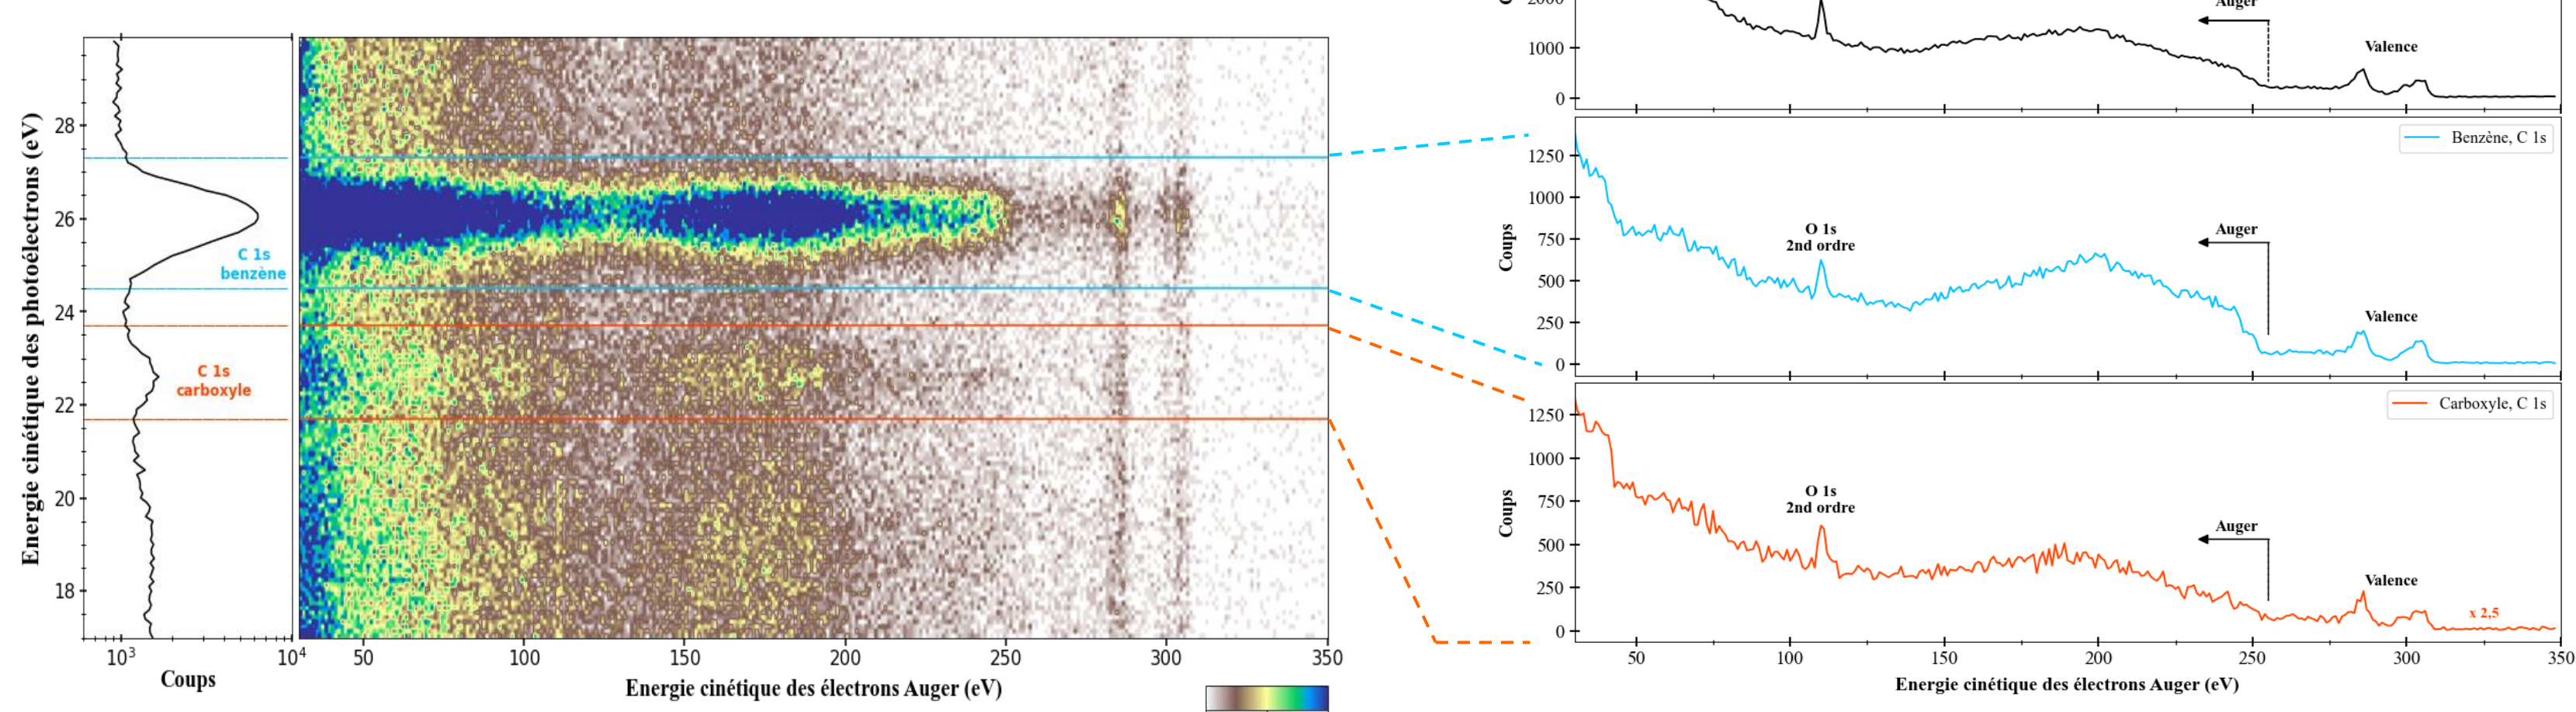 Energie cinétique des photoélectrons (eV)
28
26
24
22
20
18
C 1s
benzène
C 1s
carboxyle
10³
10⁴
Coups
50
100
150
200
250
300
350
Energie cinétique des électrons Auger (eV)
2000
1000
0
Auger
Valence
Benzène, C 1s
Coups
1250
1000
750
500
250
0
O 1s
2nd ordre
Auger
Valence
Carboxyle, C 1s
Coups
1250
1000
750
500
250
0
O 1s
2nd ordre
Auger
Valence
x 2,5
50
100
150
200
250
300
350
Energie cinétique des électrons Auger (eV)